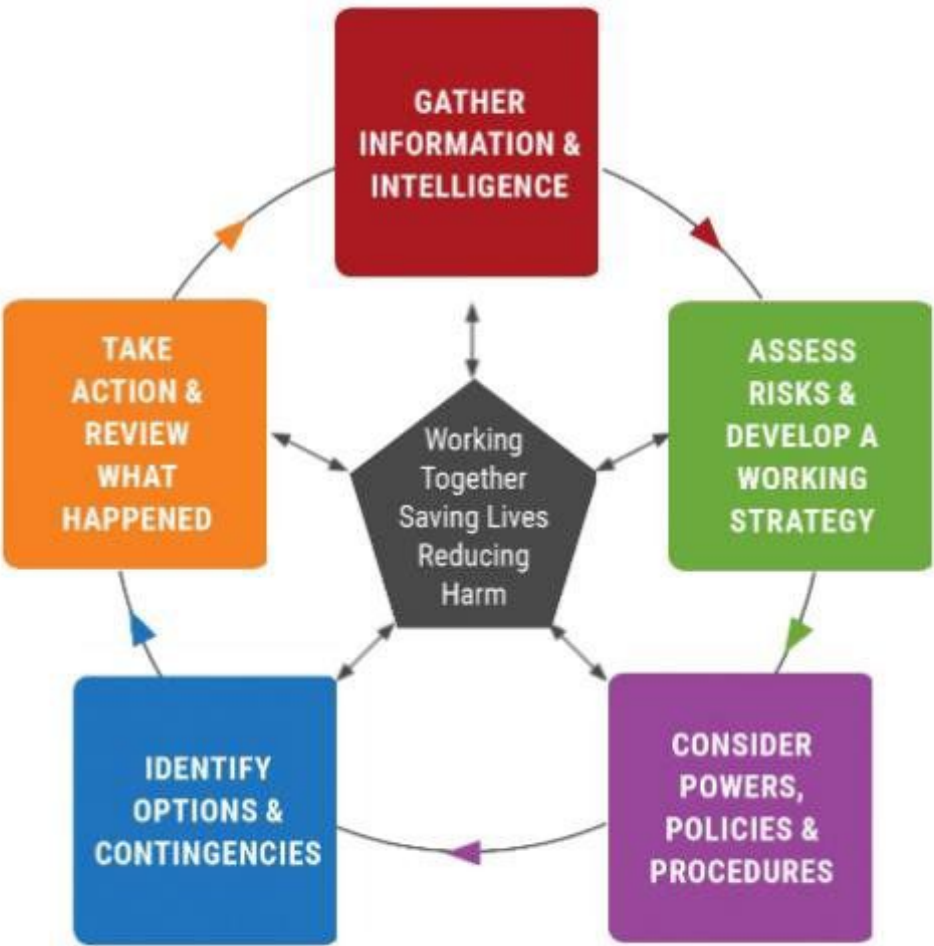 GATHER
INFORMATION &
INTELLIGENCE
ASSESS
RISKS &
DEVELOP A
WORKING
STRATEGY
CONSIDER
POWERS,
POLICIES &
PROCEDURES
IDENTIFY
OPTIONS &
CONTINGENCIES
TAKE
ACTION &
REVIEW
WHAT
HAPPENED
Working
Together
Saving Lives
Reducing
Harm